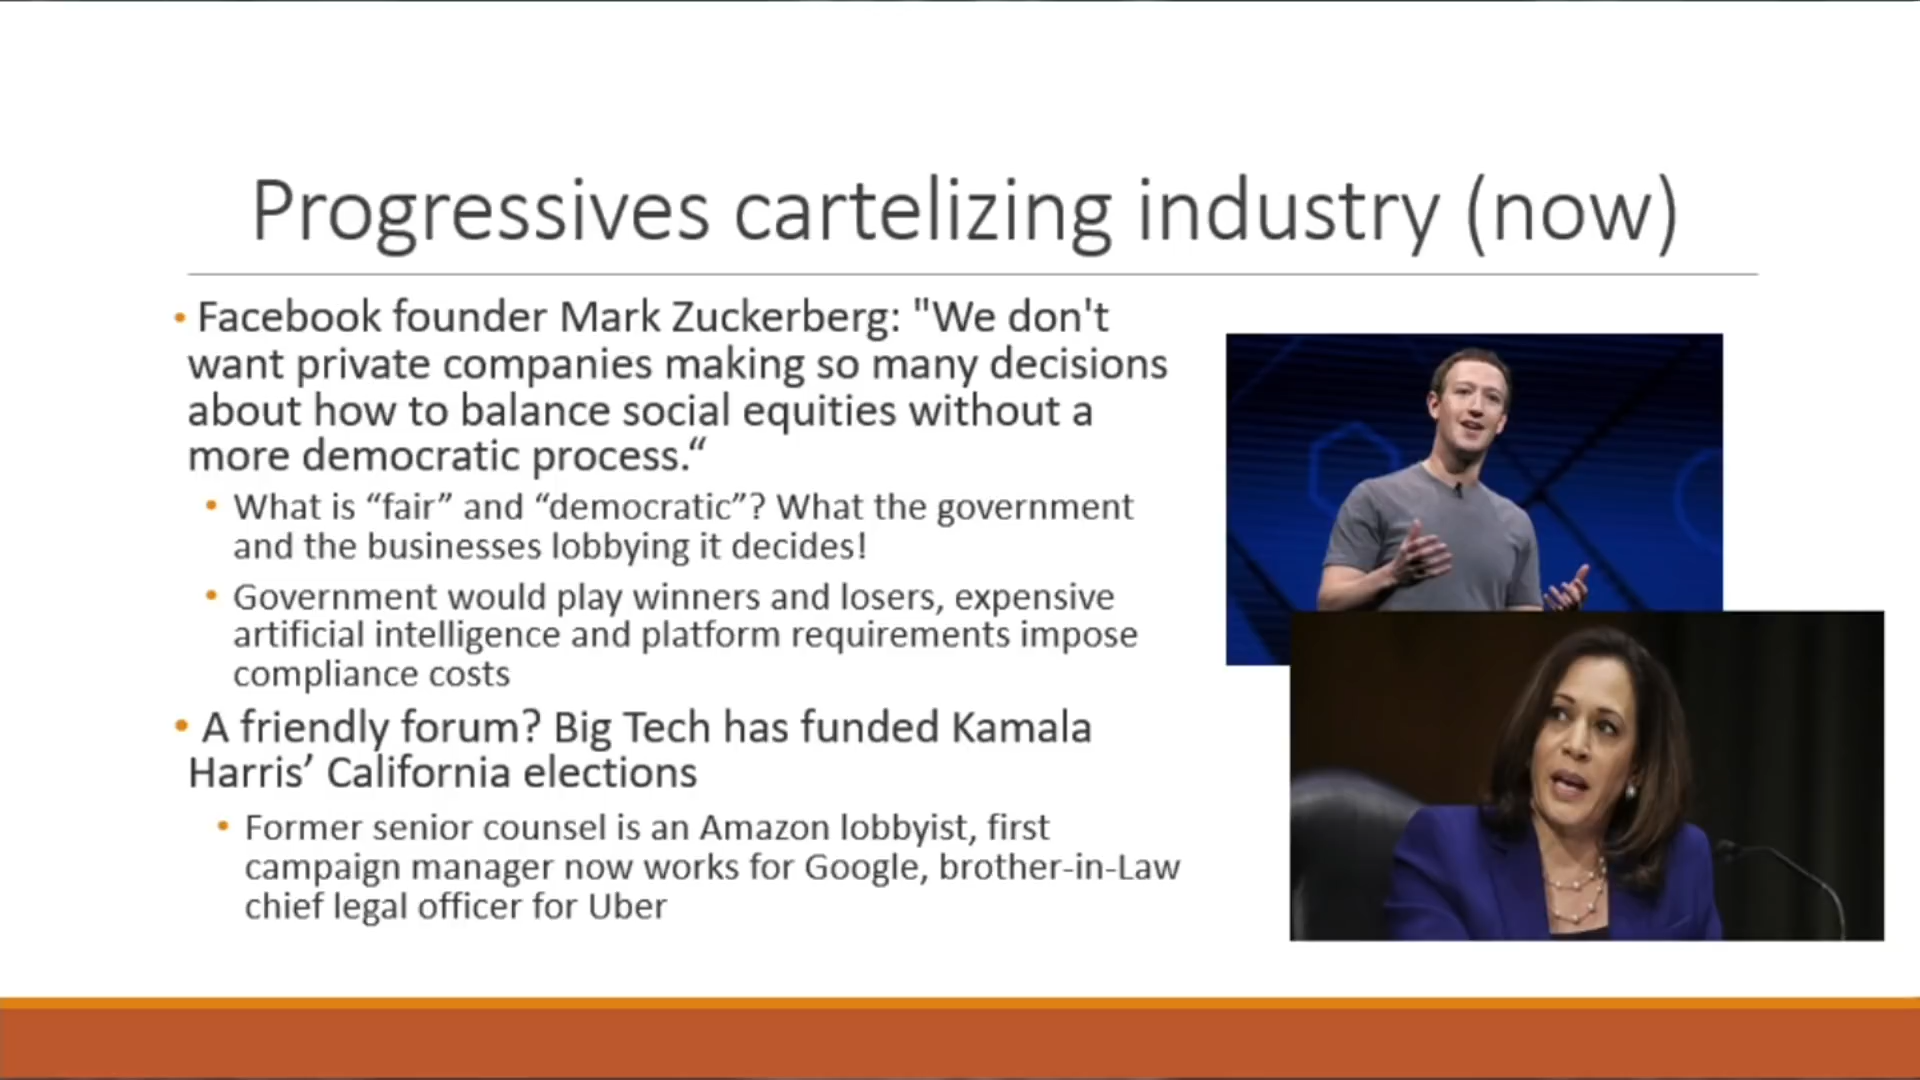 Progressives cartelizing industry (now)
• Facebook founder Mark Zuckerberg: "We don't
want private companies making so many decisions
about how to balance social equities without a
more democratic process.“
• What is “fair” and “democratic”? What the government
and the businesses lobbying it decides!
• Government would play winners and losers, expensive
artificial intelligence and platform requirements impose
compliance costs
• A friendly forum? Big Tech has funded Kamala
Harris’ California elections
• Former senior counsel is an Amazon lobbyist, first
campaign manager now works for Google, brother-in-Law
chief legal officer for Uber